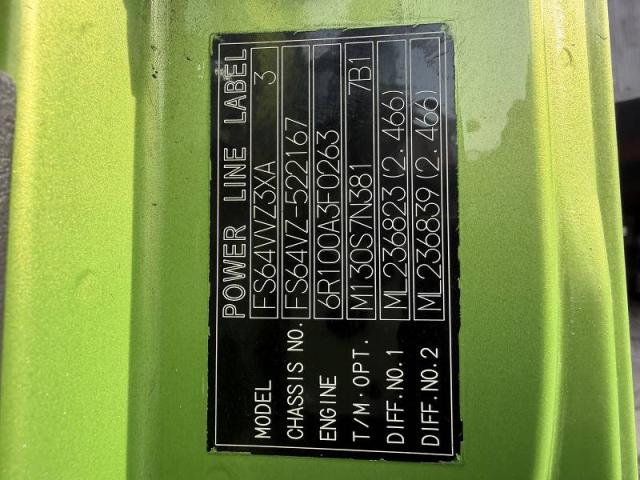 POWER LINE LABEL
MODEL FS64VVZ3XA 3
CHASSIS NO. FS64VZ-522167
ENGINE 6R100A3F0263
T/M·OPT. M130S7N381 7B1
DIFF.NO.1 ML236823(2.466)
DIFF.NO.2 ML236839(2.466)